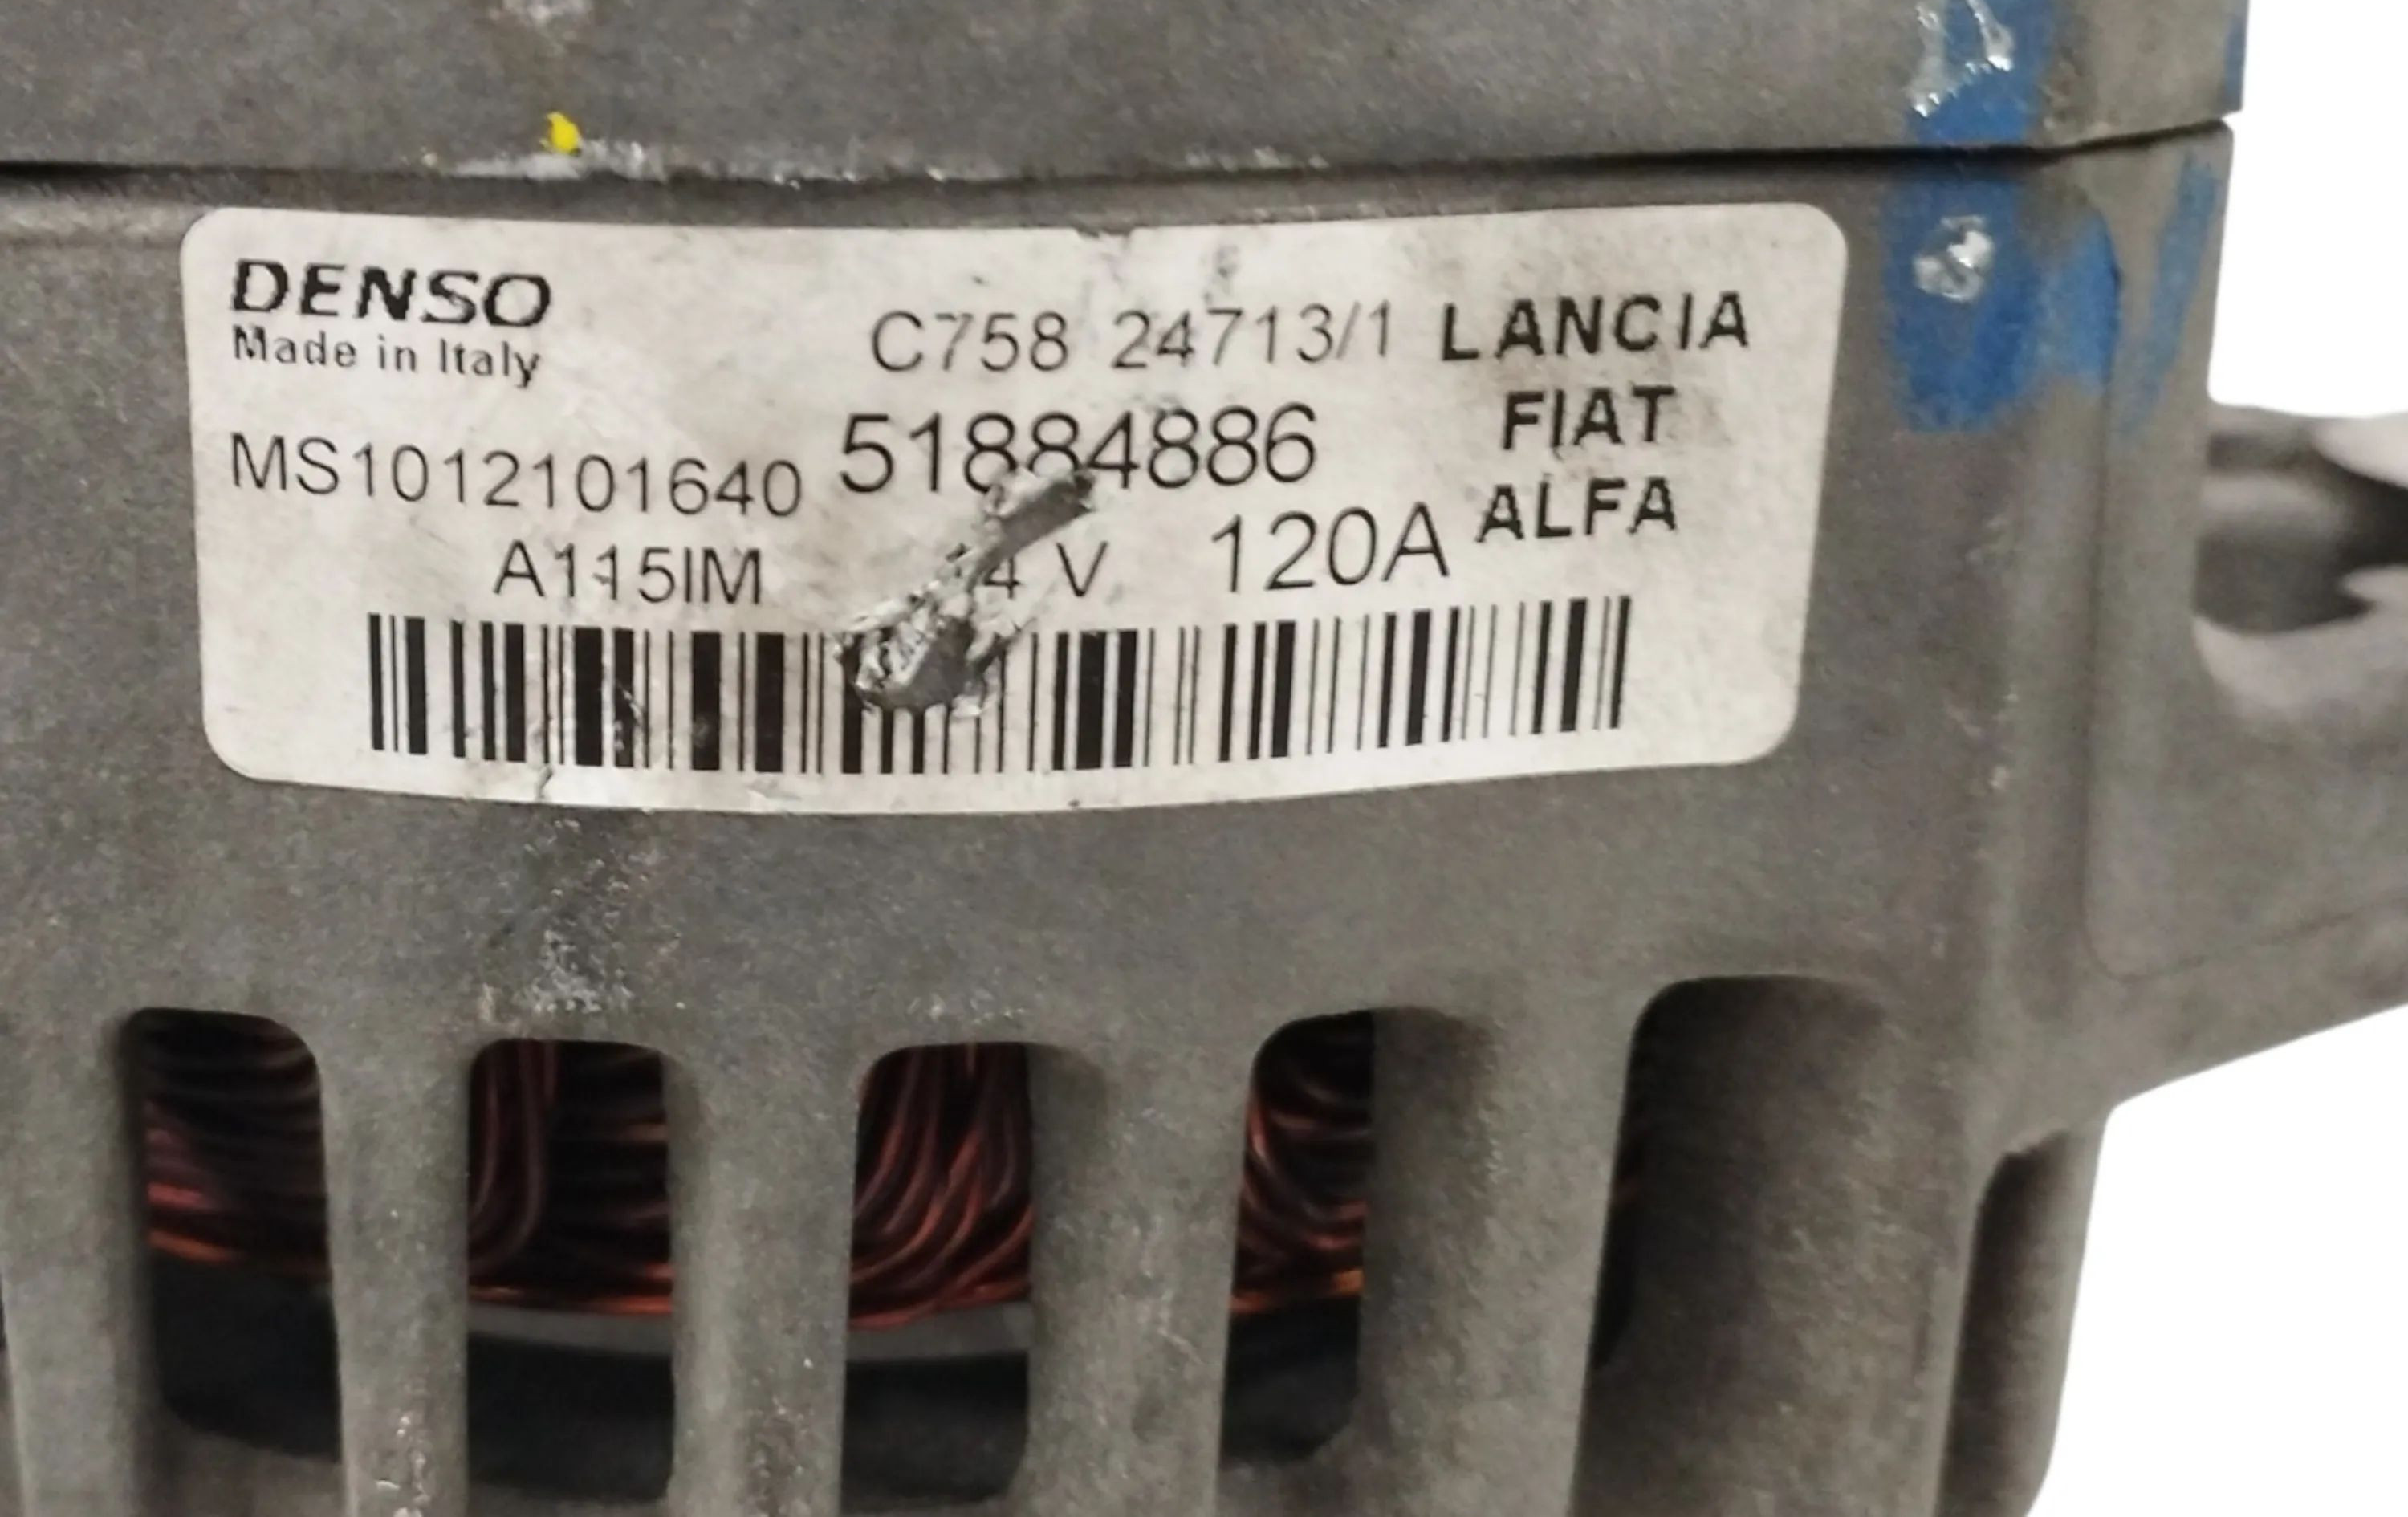 DENSO
Made in Italy
C758 24713/1
MS1012101640
51884886
A115IM
V
120A
LANCIA
FIAT
ALFA